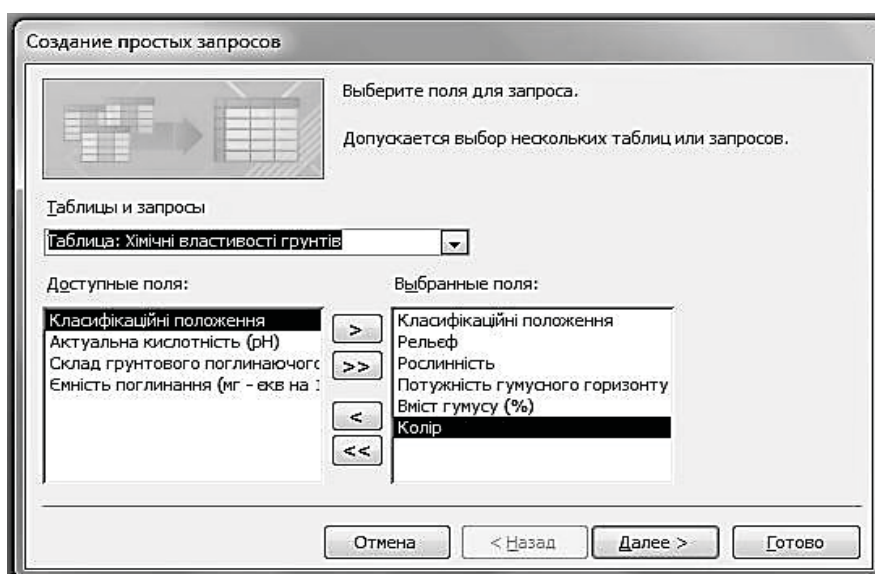 Создание простых запросов
Выберите поля для запроса.
Допускается выбор нескольких таблиц или запросов.
Таблицы и запросы
Таблица: Хімічні властивості грунтів
Доступные поля:
Класифікаційні положення
Актуальна кислотність (рН)
Склад грунтового поглинаючого
Ємність поглинання (мг - екв на 1
>
>>
<
<<
Выбранные поля:
Класифікаційні положення
Рельєф
Рослинність
Потужність гумусного горизонту
Вміст гумусу (%)
Колір
Отмена
< Назад
Далее >
Готово